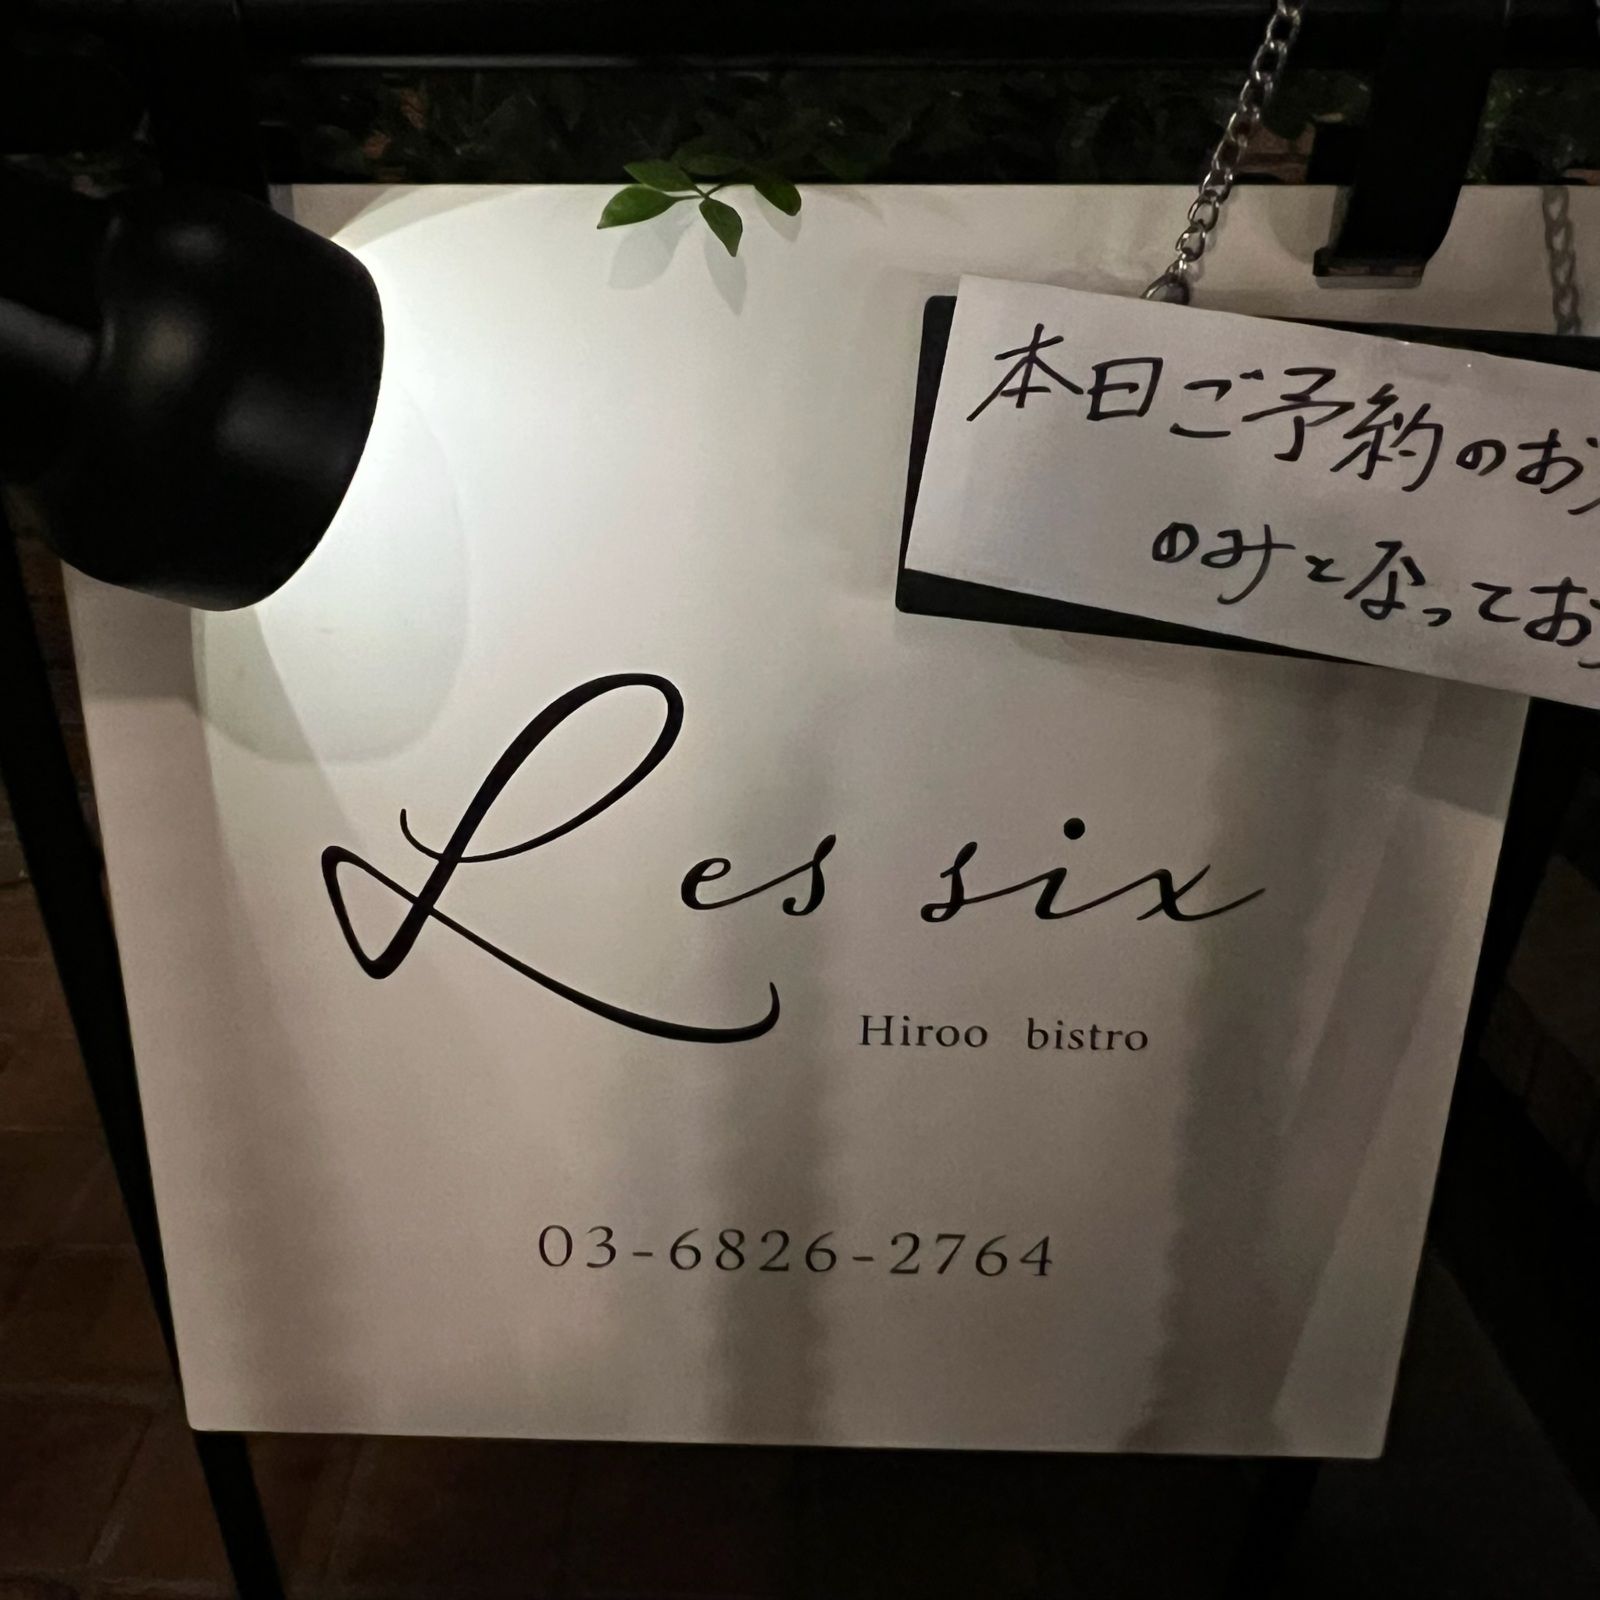 本日ご予約のお
のみとなってお
Les six
Hiroo bistro
03-6826-2764